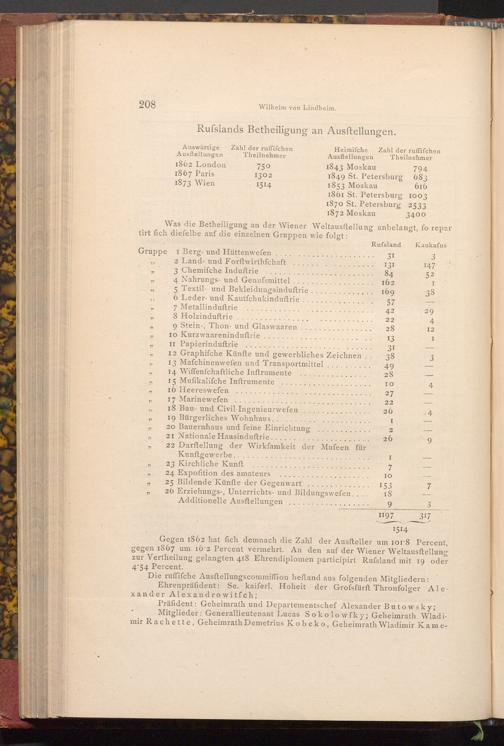 208
Wilhelm von Lindheim.
Rufslands Betheiligung an Ausftellungen.
Auswärtige Ausftellungen Zahl der ruffifchen Theilnehmer
1862 London 750
1867 Paris 1302
1873 Wien 1514
Heimifche Ausftellungen Zahl der ruffifchen Theilnehmer
1843 Moskau 794
1849 St. Petersburg 683
1853 Moskau 616
1861 St. Petersburg 1003
1870 St. Petersburg 2533
1872 Moskau 3400
Was die Betheiligung an der Wiener Weltausftellung anbelangt, fo repar
tirt fich diefelbe auf die einzelnen Gruppen wie folgt:
Rufsland Kaukafus
Gruppe 1 Berg- und Hüttenwefen 31 3
„ 2 Land- und Forftwirthfchaft 131 147
„ 3 Chemifche Induftrie 84 52
„ 4 Nahrungs- und Genufsmittel 162 1
„ 5 Textil- und Bekleidungsinduftrie 169 38
„ 6 Leder- und Kautfchukinduftrie 57 —
„ 7 Metallinduftrie 42 29
„ 8 Holzinduftrie 22 4
„ 9 Stein-, Thon- und Glaswaaren 28 12
„ 10 Kurzwaareninduftrie 13 1
„ 11 Papierinduftrie 31 —
„ 12 Graphifche Künfte und gewerbliches Zeichnen 38 3
„ 13 Mafchinenwefen und Transportmittel 49 —
„ 14 Wiffenfchaftliche Inftrumente 28 —
„ 15 Mufikalifche Inftrumente 10 4
„ 16 Heereswefen 27 —
„ 17 Marinewefen 22 —
„ 18 Bau- und Civil-Ingenieurwefen 26 4
„ 19 Bürgerliches Wohnhaus 1 —
„ 20 Bauernhaus und feine Einrichtung 2 —
„ 21 Nationale Hausinduftrie 26 9
„ 22 Darftellung der Wirkfamkeit der Mufeen für
Kunftgewerbe 1 —
„ 23 Kirchliche Kunft 7 —
„ 24 Expofition des amateurs 10 —
„ 25 Bildende Künfte der Gegenwart 153 7
„ 26 Erziehungs-, Unterrichts- und Bildungswefen 18 —
Additionelle Ausftellungen 9 3
1197 317
1514
Gegen 1862 hat fich demnach die Zahl der Ausfteller um 101·8 Percent,
gegen 1867 um 16·2 Percent vermehrt. An den auf der Wiener Weltausftellung
zur Vertheilung gelangten 418 Ehrendiplomen participirt Rufsland mit 19 oder
4·54 Percent.
Die ruffifche Ausftellungscommiffion beftand aus folgenden Mitgliedern:
Ehrenpräfident: Se. kaiferl. Hoheit der Grofsfürft Thronfolger Ale-
xander Alexandrowitfch;
Präfident: Geheimrath und Departementschef Alexander Butowsky;
Mitglieder: Generallieutenant Lucas Sokolowfky; Geheimrath Wladi-
mir Rachette, Geheimrath Demetrius Kobeko, Geheimrath Wladimir Kame-